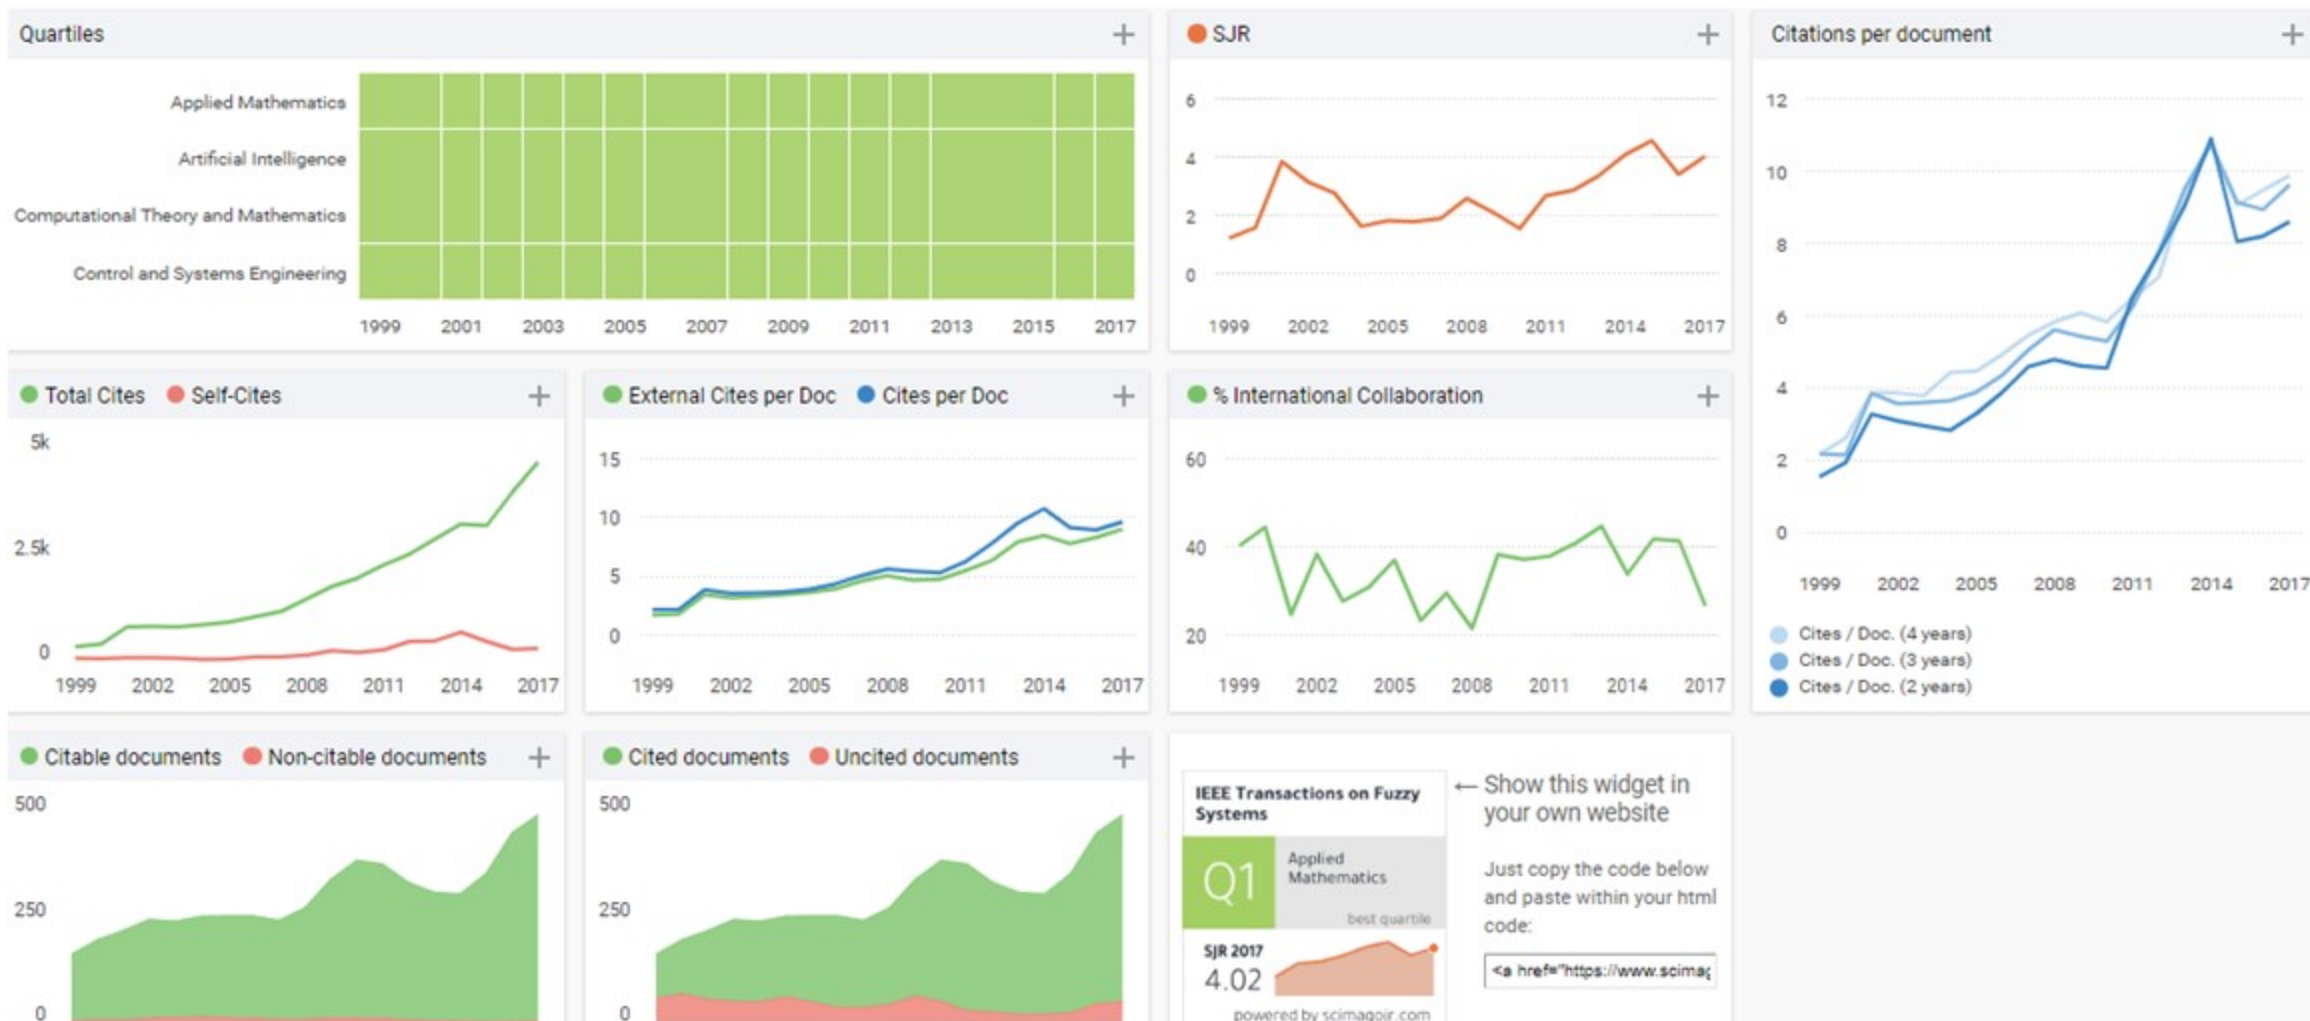 Quartiles
Applied Mathematics
Artificial Intelligence
Computational Theory and Mathematics
Control and Systems Engineering
1999 2001 2003 2005 2007 2009 2011 2013 2015 2017
SJR
6
4
2
0
1999 2002 2005 2008 2011 2014 2017
Citations per document
12
10
8
6
4
2
0
1999 2002 2005 2008 2011 2014 2017
Cites / Doc. (4 years)
Cites / Doc. (3 years)
Cites / Doc. (2 years)
Total Cites Self-Cites
5k
2.5k
0
1999 2002 2005 2008 2011 2014 2017
External Cites per Doc Cites per Doc
15
10
5
0
1999 2002 2005 2008 2011 2014 2017
% International Collaboration
60
40
20
1999 2002 2005 2008 2011 2014 2017
Citable documents Non-citable documents
500
250
0
Cited documents Uncited documents
500
250
0
IEEE Transactions on Fuzzy
Systems
Q1
Applied
Mathematics
best quartile
SJR 2017
4.02
powered by scimagojr.com
← Show this widget in
your own website
Just copy the code below
and paste within your html
code:
<a href="https://www.scimag